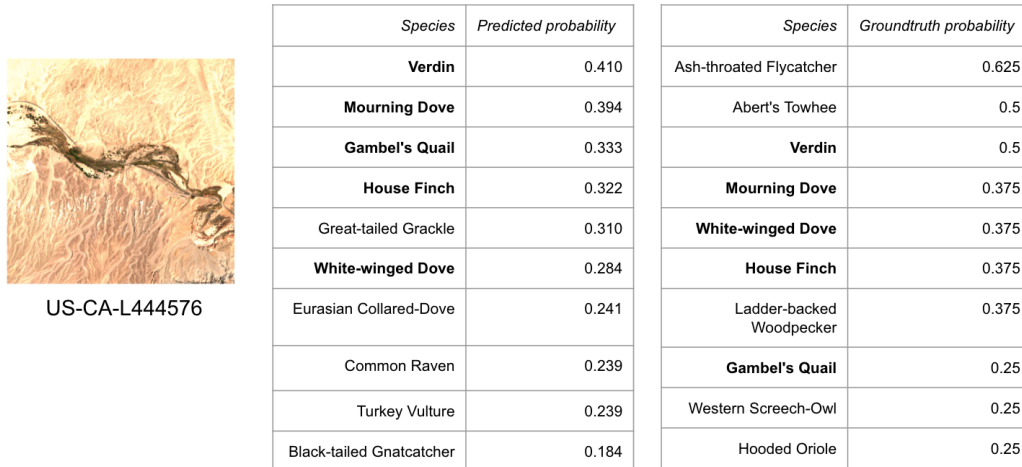 Species Predicted probability
Verdin 0.410
Mourning Dove 0.394
Gambel's Quail 0.333
House Finch 0.322
Great-tailed Grackle 0.310
White-winged Dove 0.284
Eurasian Collared-Dove 0.241
Common Raven 0.239
Turkey Vulture 0.239
Black-tailed Gnatcatcher 0.184
Species Groundtruth probability
Ash-throated Flycatcher 0.625
Abert's Towhee 0.5
Verdin 0.5
Mourning Dove 0.375
White-winged Dove 0.375
House Finch 0.375
Ladder-backed 0.375
Woodpecker
Gambel's Quail 0.25
Western Screech-Owl 0.25
Hooded Oriole 0.25
US-CA-L444576